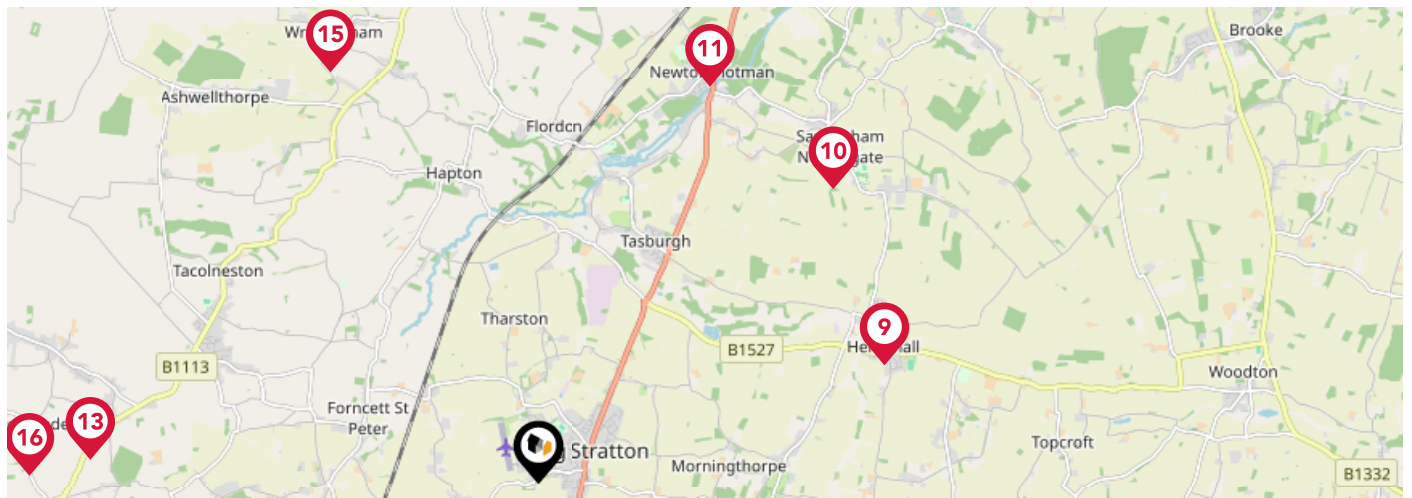 15
Ashwellthorpe
11
Brooke
Flordcn
10
Hapton
Tasburgh
Tacolneston
Tharston
9
B1527
B1113
Woodton
Forncett St
Peter
13
16
Stratton
Topcroft
Morningthorpe
B1332